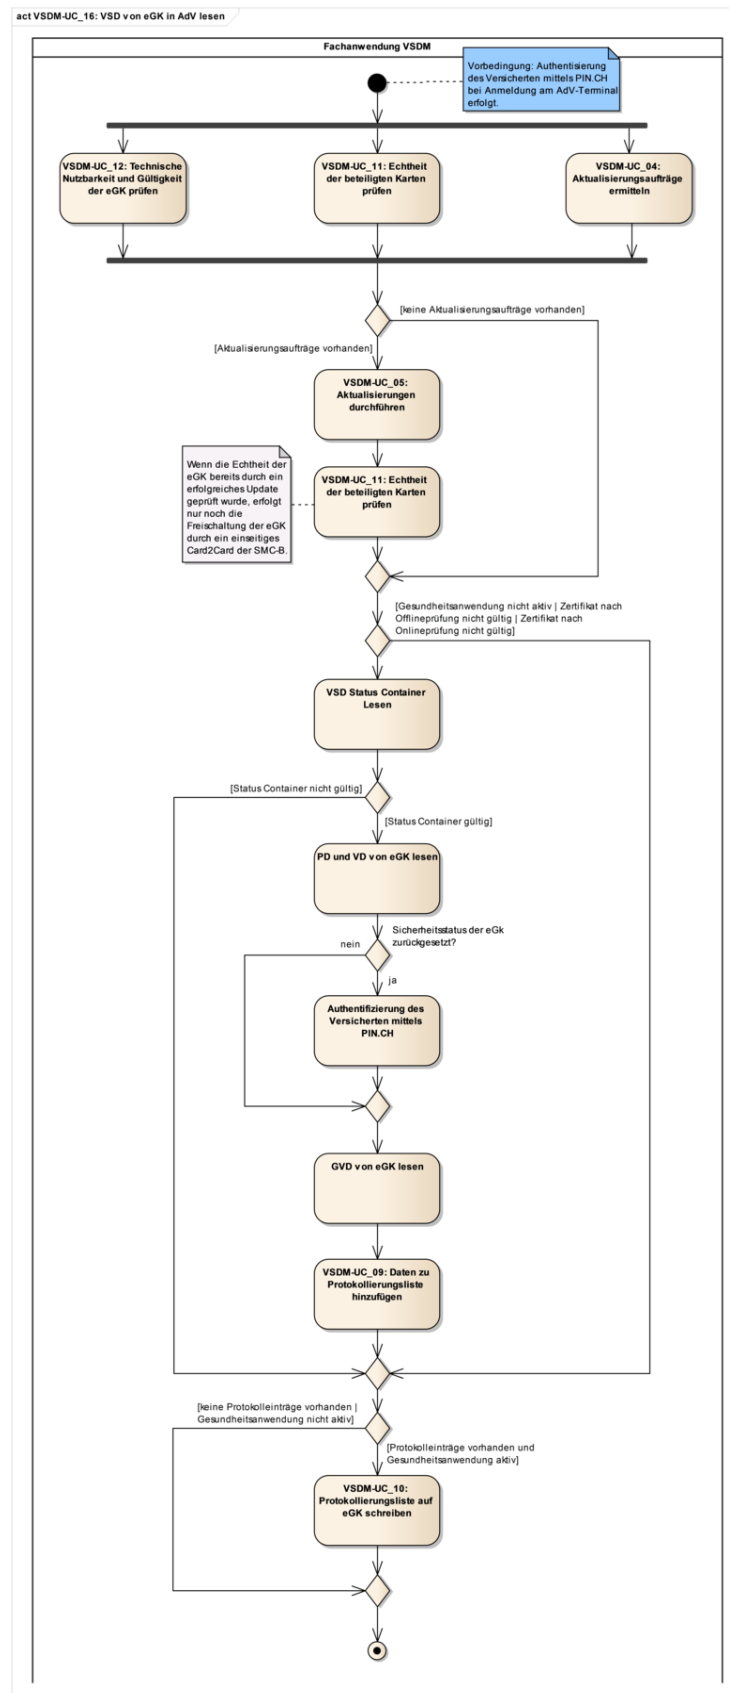 act VSDM-UC_16: VSD von eGK in AdV lesen
Fachanwendung VSDM
Vorbedingung: Authentisierung
des Versicherten mittels PIN.CH
bei Anmeldung am AdV-Terminal
erfolgt.
VSDM-UC_12: Technische
Nutzbarkeit und Gültigkeit
der eGK prüfen
VSDM-UC_11: Echtheit
der beteiligten Karten
prüfen
VSDM-UC_04:
Aktualisierungsaufträge
ermitteln
[keine Aktualisierungsaufträge vorhanden]
[Aktualisierungsaufträge vorhanden]
VSDM-UC_05:
Aktualisierungen
durchführen
Wenn die Echtheit der
eGK bereits durch ein
erfolgreiches Update
geprüft wurde, erfolgt
nur noch die
Freischaltung der eGK
durch ein einseitiges
Card2Card der SMC-B.
VSDM-UC_11: Echtheit
der beteiligten Karten
prüfen
[Gesundheitsanwendung nicht aktiv | Zertifikat nach
Offlineprüfung nicht gültig | Zertifikat nach
Onlineprüfung nicht gültig]
VSD Status Container
Lesen
[Status Container nicht gültig]
[Status Container gültig]
PD und VD von eGK lesen
Sicherheitsstatus der eGk
zurückgesetzt?
nein
ja
Authentifizierung des
Versicherten mittels
PIN.CH
GVD von eGK lesen
VSDM-UC_09: Daten zu
Protokollierungsliste
hinzufügen
[keine Protokolleinträge vorhanden |
Gesundheitsanwendung nicht aktiv]
[Protokolleinträge vorhanden und
Gesundheitsanwendung aktiv]
VSDM-UC_10:
Protokollierungsliste auf
eGK schreiben